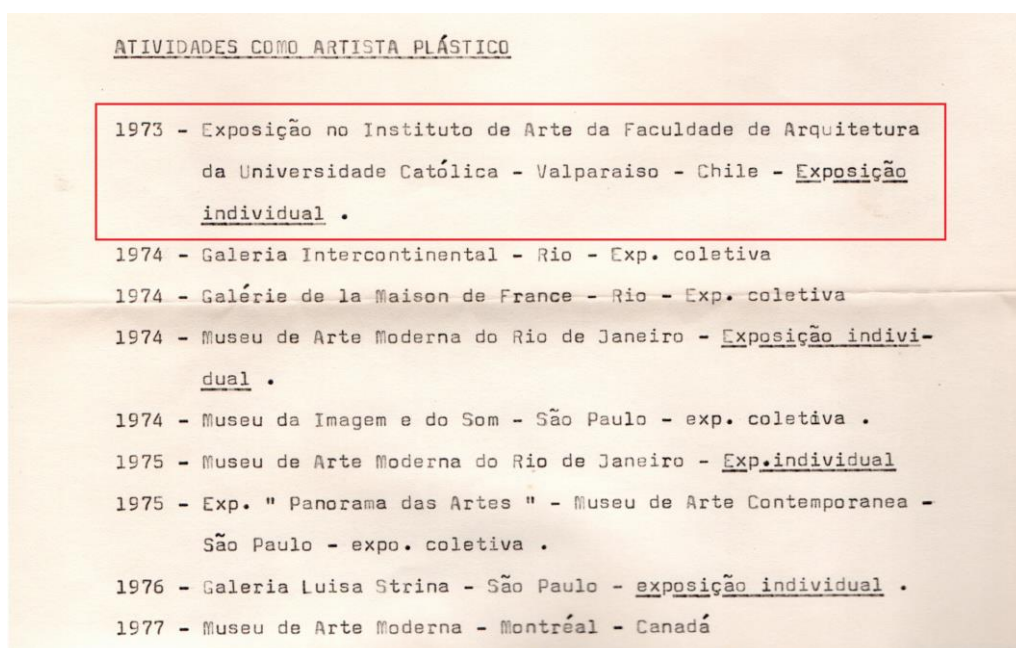 ATIVIDADES COMO ARTISTA PLÁSTICO
1973 - Exposição no Instituto de Arte da Faculdade de Arquitetura
da Universidade Católica - Valparaiso - Chile - Exposição
individual .
1974 - Galeria Intercontinental - Rio - Exp. coletiva
1974 - Galérie de la Maison de France - Rio - Exp. coletiva
1974 - Museu de Arte Moderna do Rio de Janeiro - Exposição indivi-
dual .
1974 - Museu da Imagem e do Som - São Paulo - exp. coletiva .
1975 - Museu de Arte Moderna do Rio de Janeiro - Exp.individual
1975 - Exp. " Panorama das Artes " - Museu de Arte Contemporanea -
São Paulo - expo. coletiva .
1976 - Galeria Luisa Strina - São Paulo - exposição individual .
1977 - Museu de Arte Moderna - Montréal - Canadá